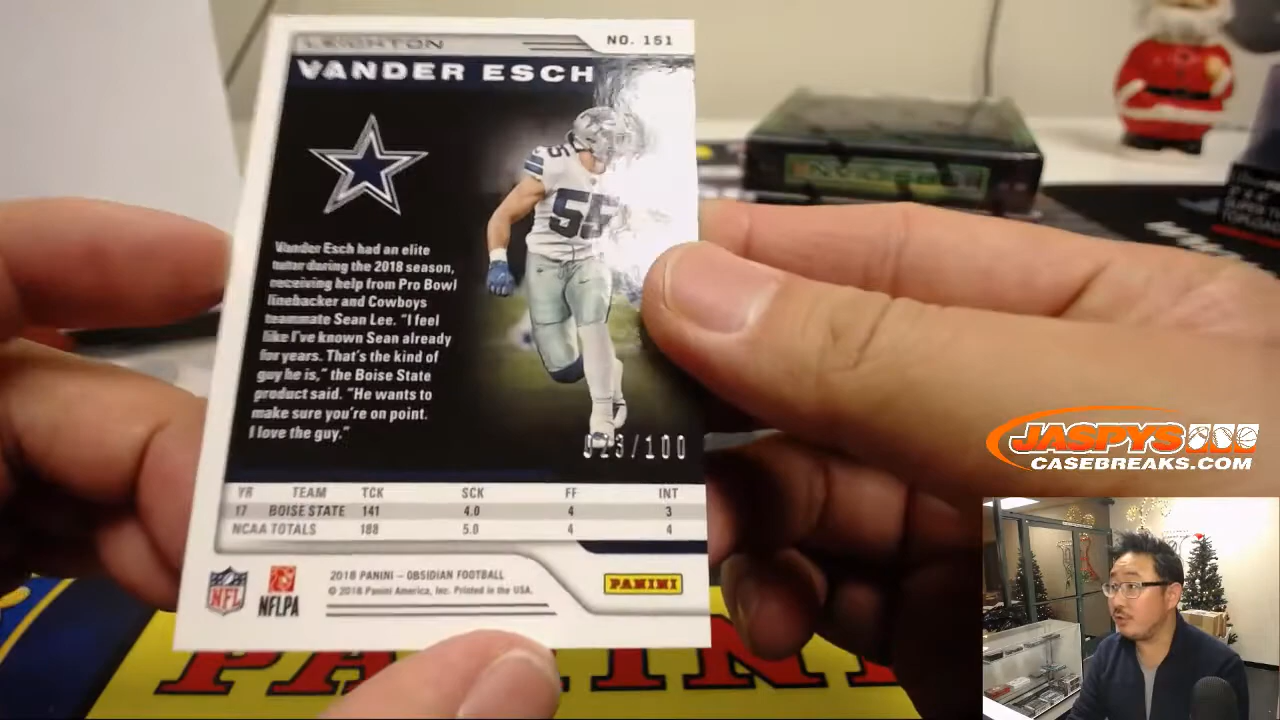 LEIGHTON
NO. 151
VANDER ESCH
55
Vander Esch had an elite
tutor during the 2018 season,
receiving help from Pro Bowl
linebacker and Cowboys
teammate Sean Lee. "I feel
like I've known Sean already
for years. That's the kind of
guy he is," the Boise State
product said. "He wants to
make sure you're on point.
I love the guy."
023/100
YR TEAM TCK SCK FF INT
17 BOISE STATE 141 4.0 4 3
NCAA TOTALS 188 5.0 4 4
NFL
NFLPA
2018 PANINI – OBSIDIAN FOOTBALL
© 2018 Panini America, Inc. Printed in the USA.
PANINI
PANINI
JASPYS
CASEBREAKS.COM